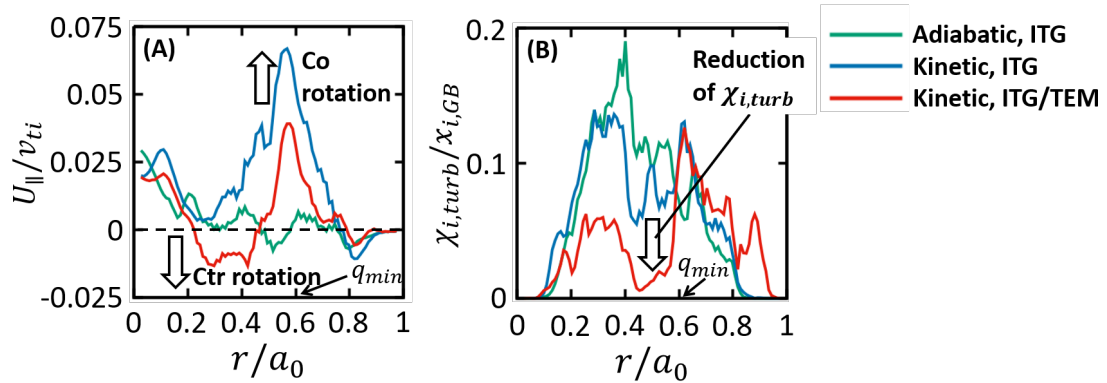 (A)
Co
rotation
Ctr rotation
q_min
U_∥/v_ti
0.075
0.05
0.025
0
-0.025
0 0.2 0.4 0.6 0.8 1
r/a_0
(B)
Reduction
of χ_i,turb
q_min
χ_i,turb/x_i,GB
0.2
0.1
0
0 0.2 0.4 0.6 0.8 1
r/a_0
Adiabatic, ITG
Kinetic, ITG
Kinetic, ITG/TEM